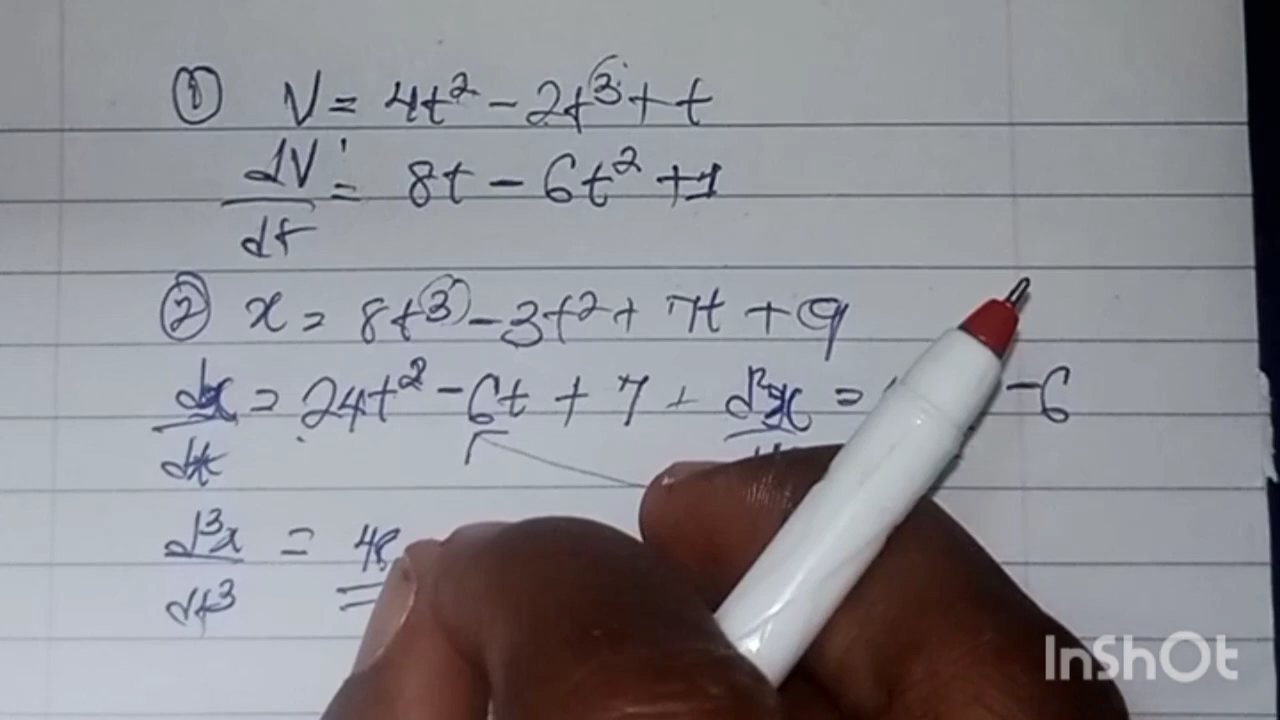 ① V = 4t² - 2t³ + t
dV/dt = 8t - 6t² + 1
② x = 8t³ - 3t² + 7t + 9
dx/dt = 24t² - 6t + 7, d²x = -6
d³x/dt³ = 48
InShOt